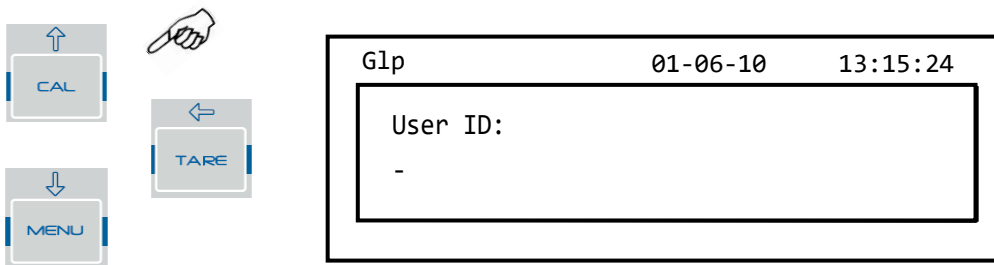 CAL
TARE
MENU
Glp 01-06-10 13:15:24
User ID:
-